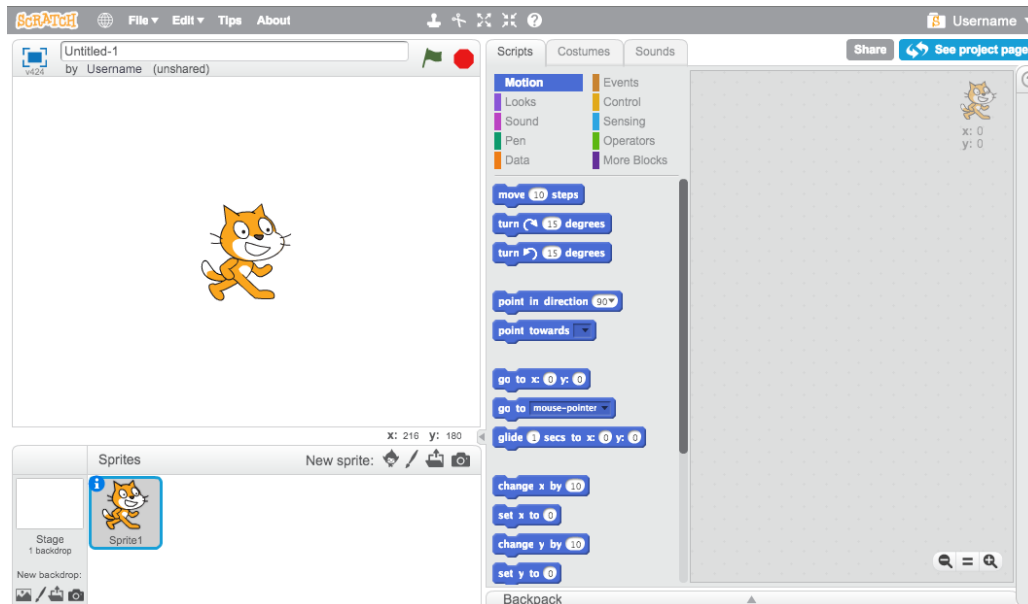 SCRATCH File Edit Tips About Username
v424
Untitled-1
by Username (unshared)
Scripts Costumes Sounds
Share See project page
Motion Events
Looks Control
Sound Sensing
Pen Operators
Data More Blocks
x: 0
y: 0
move 10 steps
turn 15 degrees
turn 15 degrees
point in direction 90
point towards
go to x: 0 y: 0
go to mouse-pointer
glide 1 secs to x: 0 y: 0
change x by 10
set x to 0
change y by 10
set y to 0
X: 216 Y: 180
Sprites New sprite:
Stage
1 backdrop
New backdrop:
Sprite1
Backpack